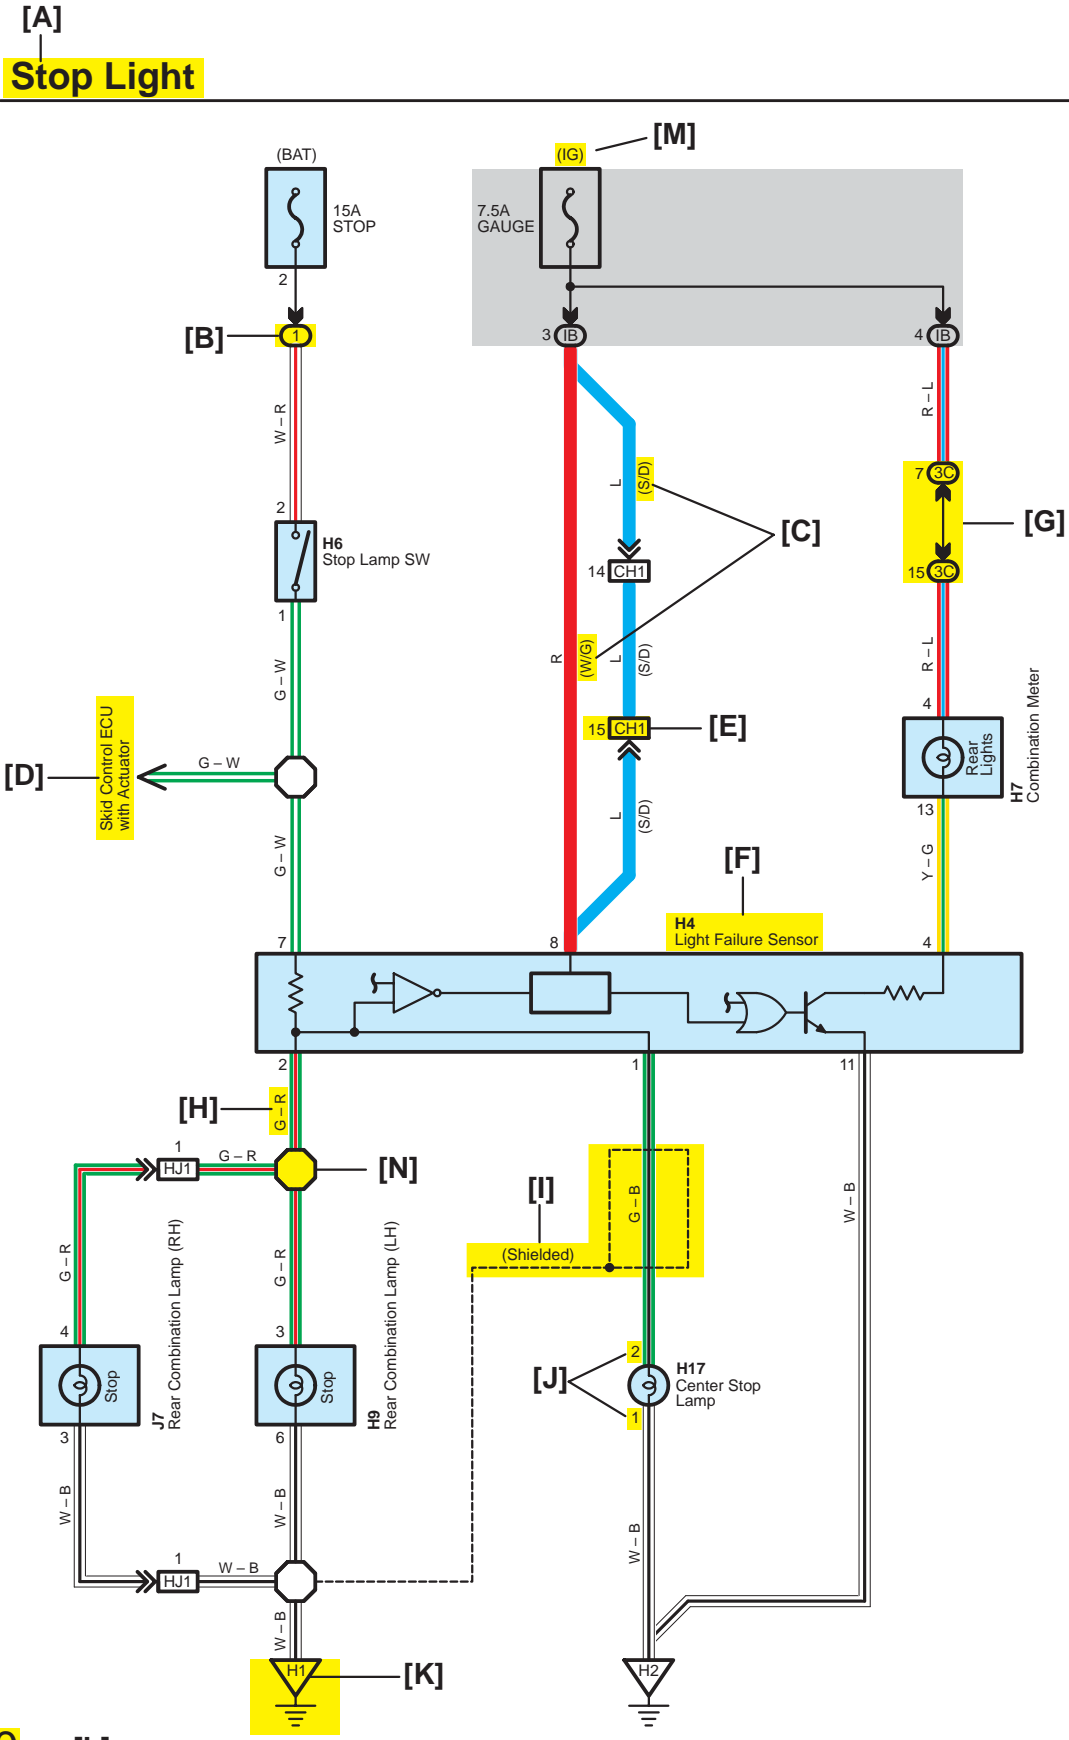 [A]
Stop Light
[M]
(BAT)
(IG)
15A
STOP
7.5A
GAUGE
2
[B]
1
3 IB
4 IB
W – R
R – L
L
(S/D)
7 3C
[C]
[G]
2
H6
Stop Lamp SW
14 CH1
15 3C
1
G – W
R
(W/G)
L
(S/D)
R – L
4
15 CH1
[E]
[D]
Skid Control ECU
with Actuator
G – W
Rear
Lights
H7
Combination Meter
13
G – W
L
(S/D)
Y – G
[F]
H4
Light Failure Sensor
7
8
4
2
1
11
[H]
G – R
1
HJ1
G – R
[N]
[I]
G – B
W – B
(Shielded)
G – R
J7
Rear Combination Lamp (RH)
G – R
H9
Rear Combination Lamp (LH)
4
3
Stop
Stop
[J]
2
1
H17
Center Stop
Lamp
3
6
W – B
W – B
W – B
1
HJ1
W – B
W – B
H1
[K]
H2